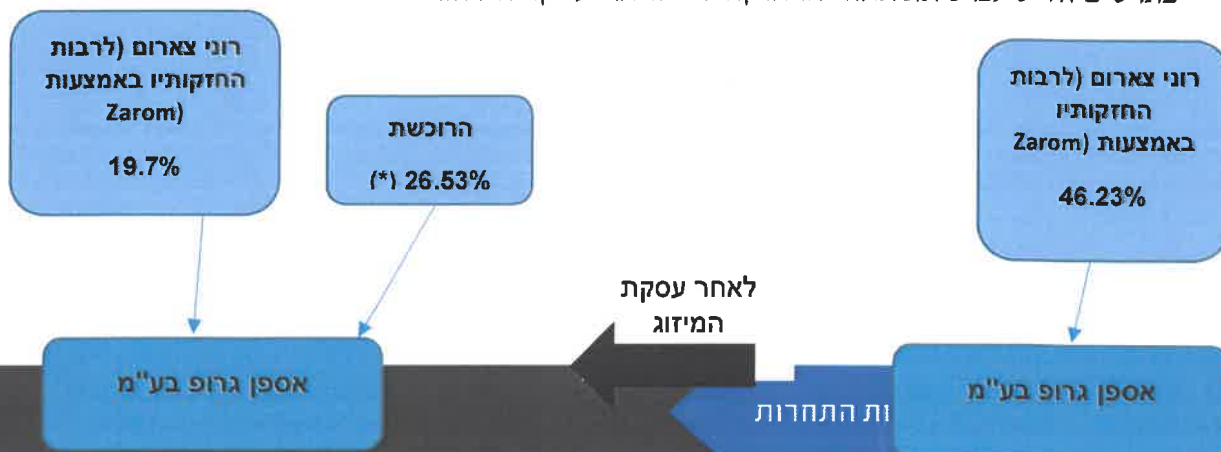 רוני צארום (לרבות
החזקותיו
באמצעות Zarom)
46.23%
רוני צארום (לרבות
החזקותיו באמצעות
Zarom)
19.7%
הרוכשת
26.53% (*)
לאחר עסקת
המיזוג
אספן גרופ בע"מ
אספן גרופ בע"מ
ות התחרות